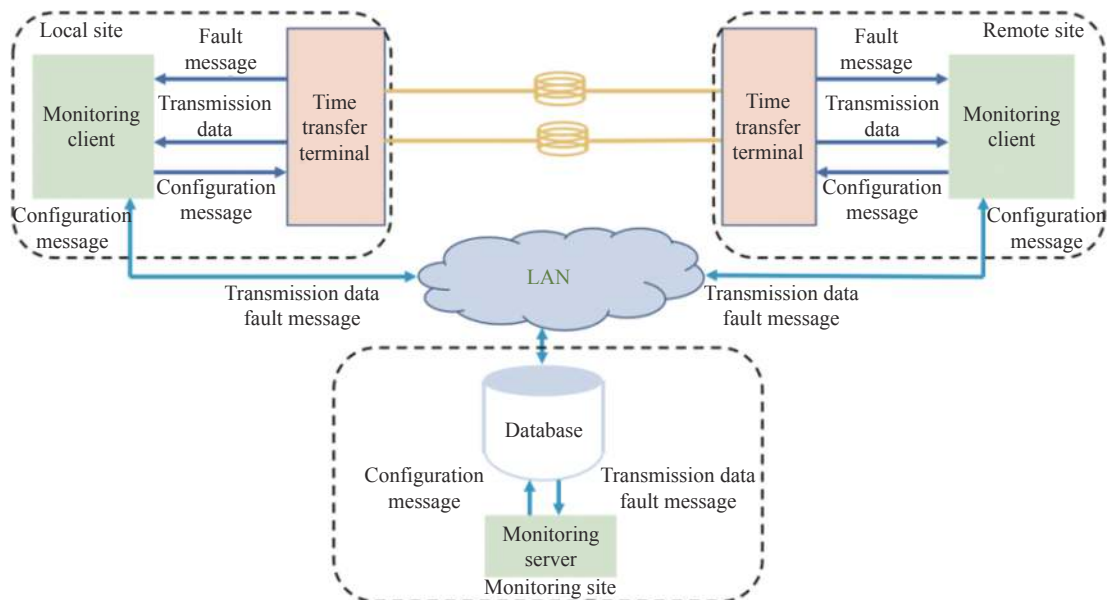 Local site
Fault
message
Transmission
data
Configuration
message
Monitoring
client
Time
transfer
terminal
Configuration
message
Remote site
Time
transfer
terminal
Fault
message
Transmission
data
Configuration
message
Monitoring
client
Configuration
message
LAN
Transmission data
fault message
Transmission data
fault message
Database
Configuration
message
Transmission data
fault message
Monitoring
server
Monitoring site